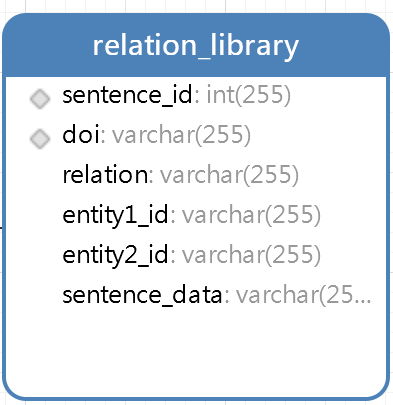 relation_library
sentence_id: int(255)
doi: varchar(255)
relation: varchar(255)
entity1_id: varchar(255)
entity2_id: varchar(255)
sentence_data: varchar(25...